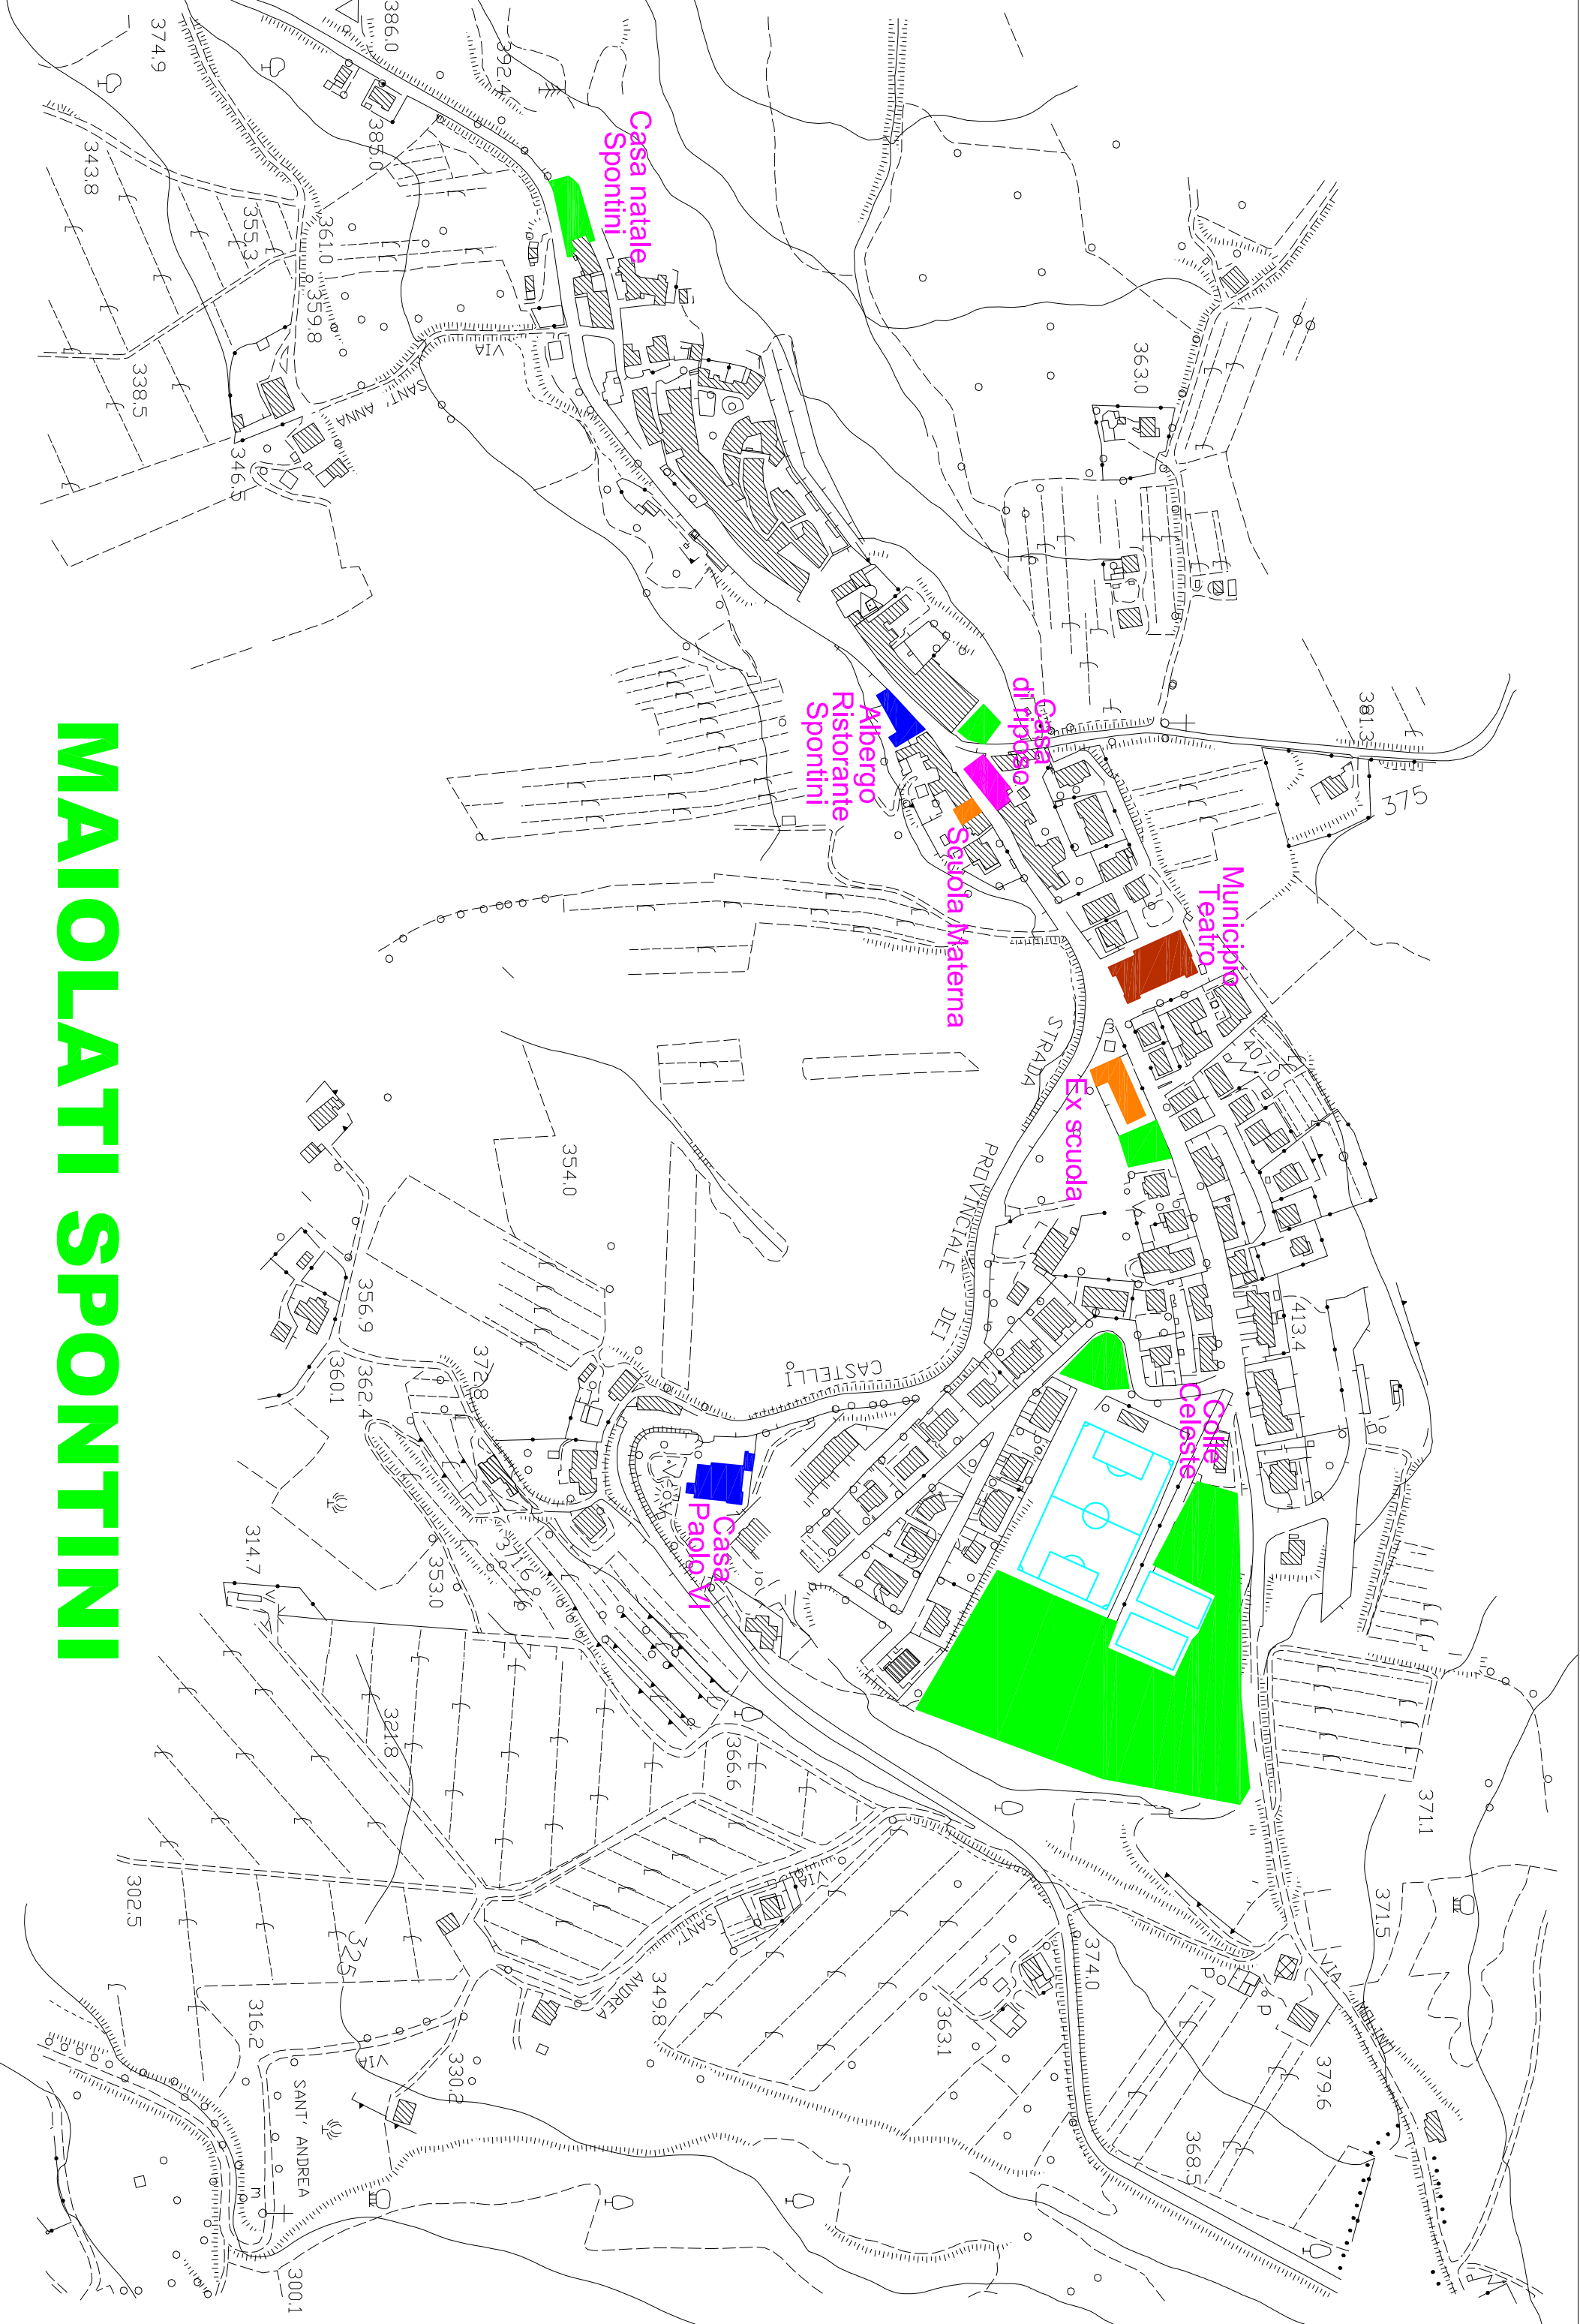 MAIOLATI SPONTINI
Casa natale
Spontini
Casa
di riposo
Albergo
Ristorante
Spontini
Scuola Materna
Municipio
Teatro
Ex scuola
Colle
Celeste
Casa
Paolo VI
VIA
SANT'
ANNA
STRADA
PROVINCIALE
DEI
CASTELLI
VIA
SANT'
ANDREA
VIA
SANT' ANDREA
VIA
MOLINI
374.9
386.0
392.4
385.0
343.8
355.3
361.0
359.8
338.5
346.5
363.0
381.3
375
407.0
413.4
354.0
356.9
360.1
362.4
372.8
371.6
353.0
314.7
321.8
366.6
302.5
325
316.2
330.2
349.8
363.1
374.0
371.1
371.5
379.6
368.5
300.1